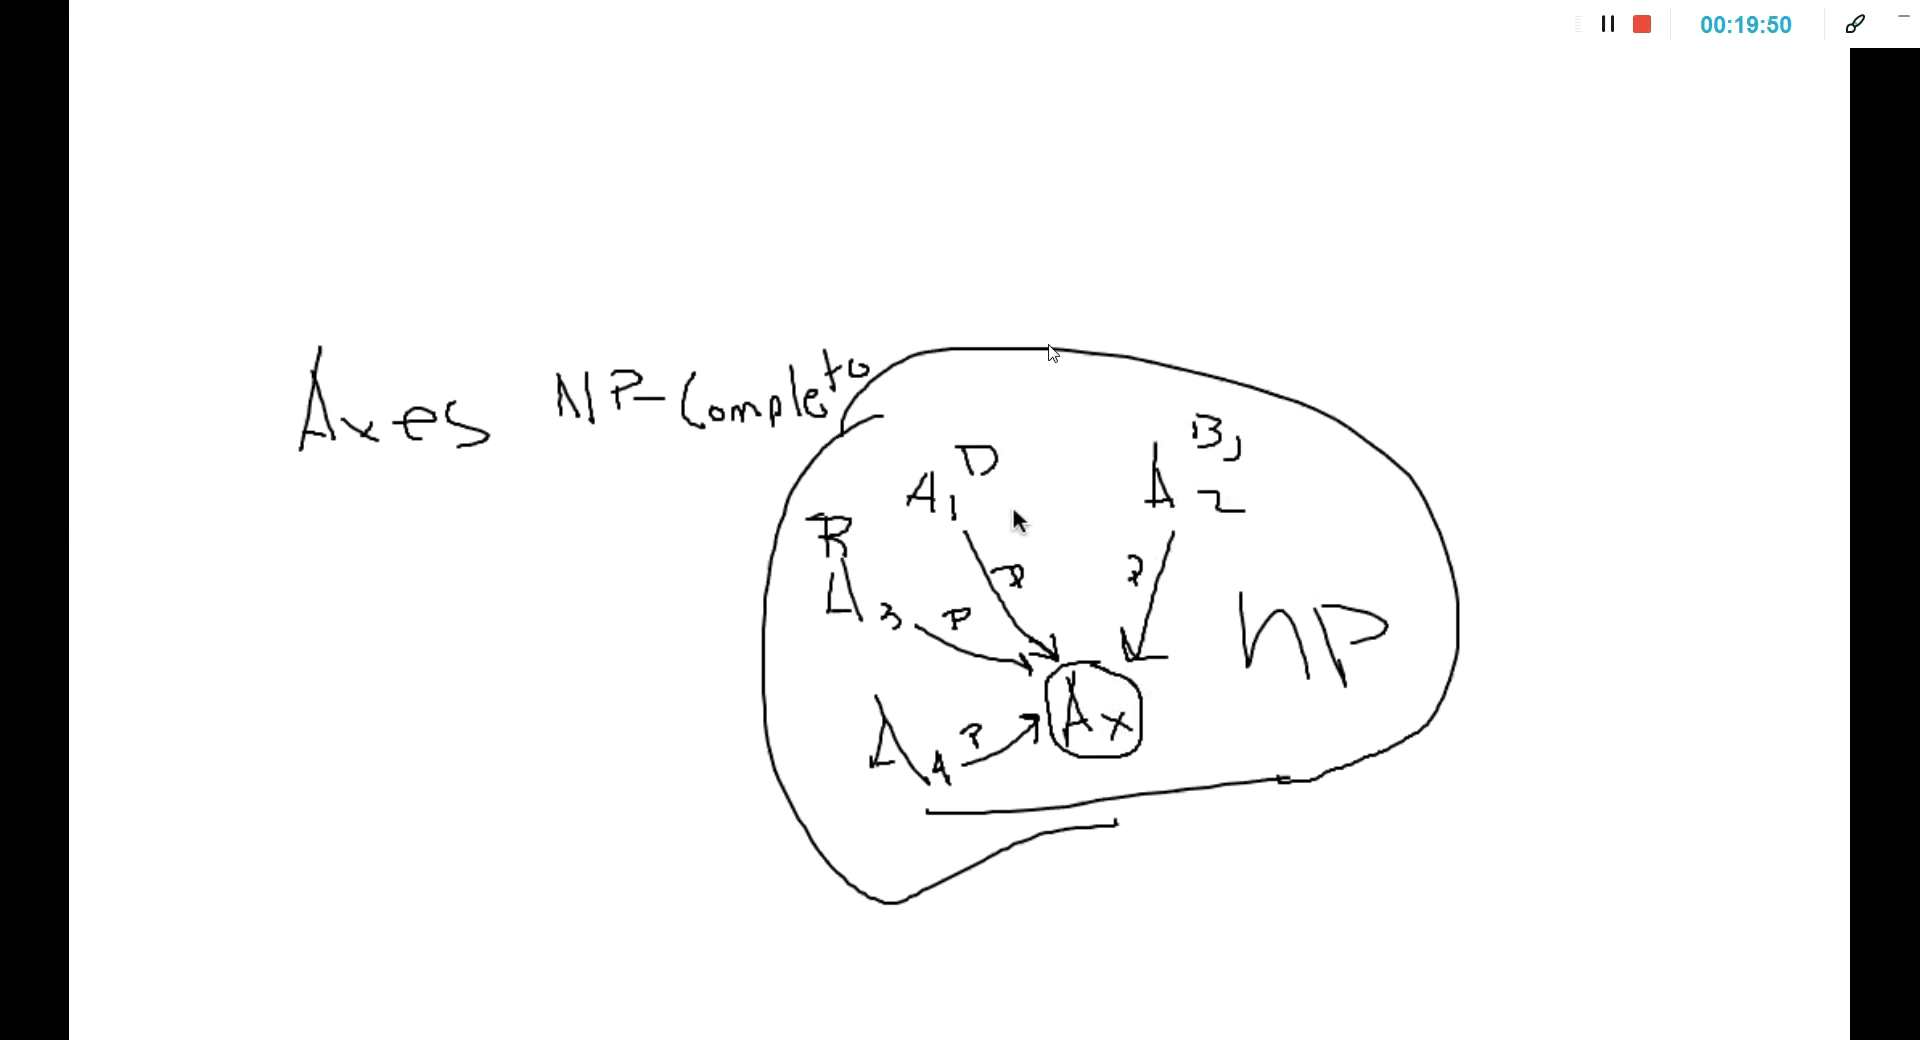 00:19:50
Ax es NP-Completo
A1 D
A2 B,
B
A3 P
P
P
NP
A4 P
Ax